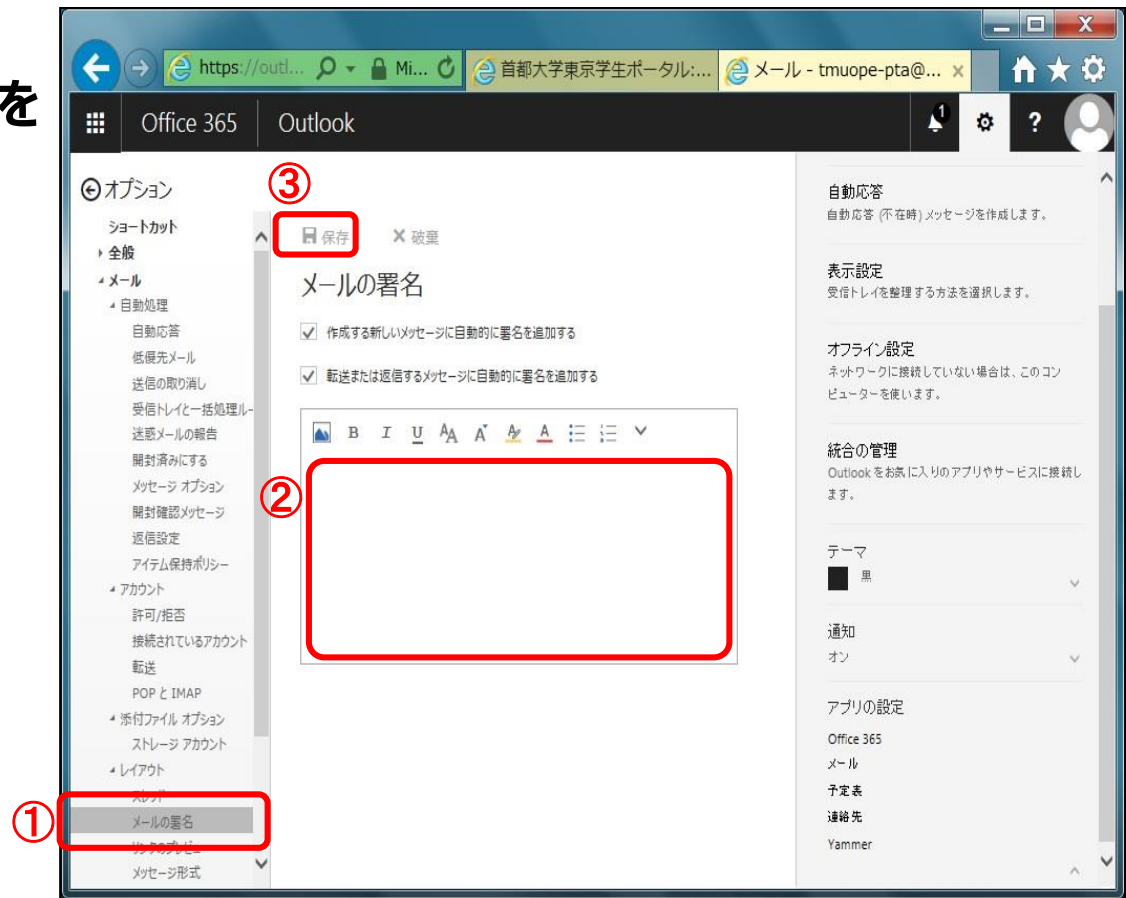 を
https://outl...
Mi...
首都大学東京学生ポータル:...
メール - tmuope-pta@...
Office 365
Outlook
1
?
オプション
ショートカット
全般
メール
自動処理
自動応答
低優先メール
送信の取り消し
受信トレイと一括処理ルー
迷惑メールの報告
開封済みにする
メッセージ オプション
開封確認メッセージ
返信設定
アイテム保持ポリシー
アカウント
許可/拒否
接続されているアカウント
転送
POP と IMAP
添付ファイル オプション
ストレージ アカウント
レイアウト
スレッド
①
メールの署名
リンクのプレビュー
メッセージ形式
③
保存
破棄
メールの署名
作成する新しいメッセージに自動的に署名を追加する
転送または返信するメッセージに自動的に署名を追加する
B I U AA A A
②
自動応答
自動応答 (不在時) メッセージを作成します。
表示設定
受信トレイを整理する方法を選択します。
オフライン設定
ネットワークに接続していない場合は、このコン
ピューターを使います。
統合の管理
Outlook をお気に入りのアプリやサービスに接続し
ます。
テーマ
黒
通知
オン
アプリの設定
Office 365
メール
予定表
連絡先
Yammer